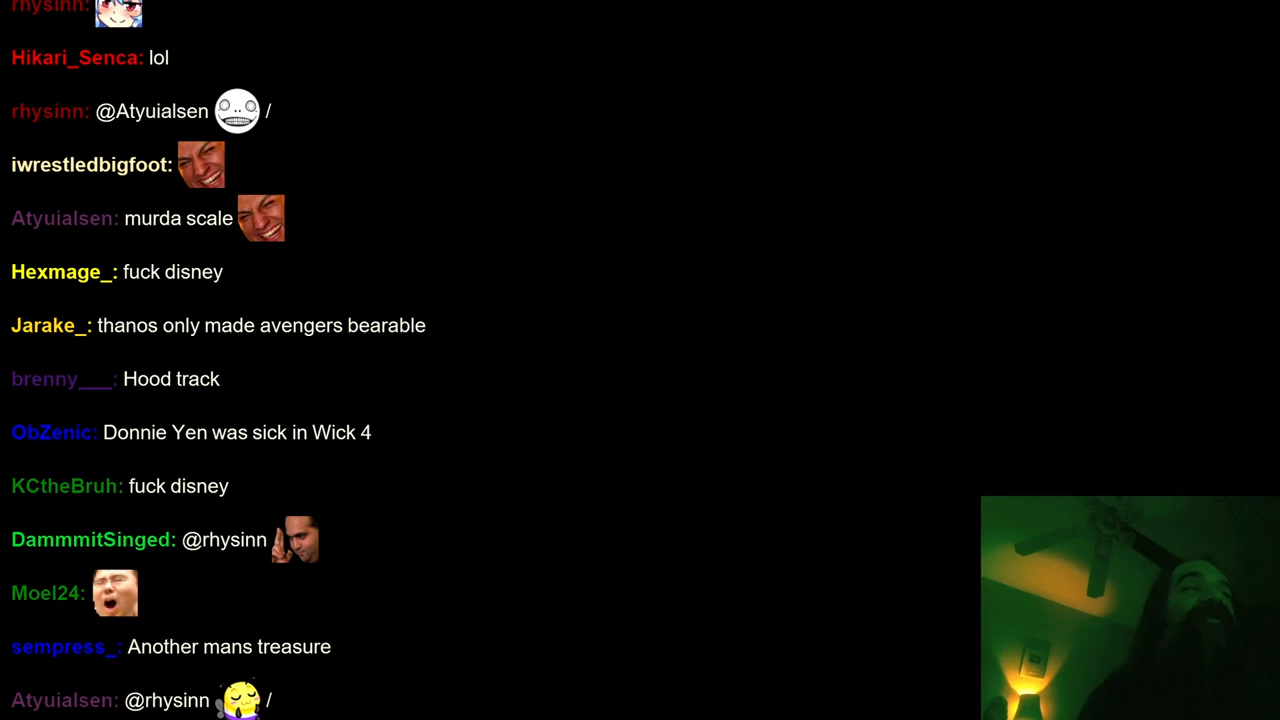 rhysinn:
Hikari_Senca: lol
rhysinn: @Atyuialsen /
iwrestledbigfoot:
Atyuialsen: murda scale
Hexmage_: fuck disney
Jarake_: thanos only made avengers bearable
brenny___: Hood track
ObZenic: Donnie Yen was sick in Wick 4
KCtheBruh: fuck disney
DammmitSinged: @rhysinn
Moel24:
sempress_: Another mans treasure
Atyuialsen: @rhysinn /